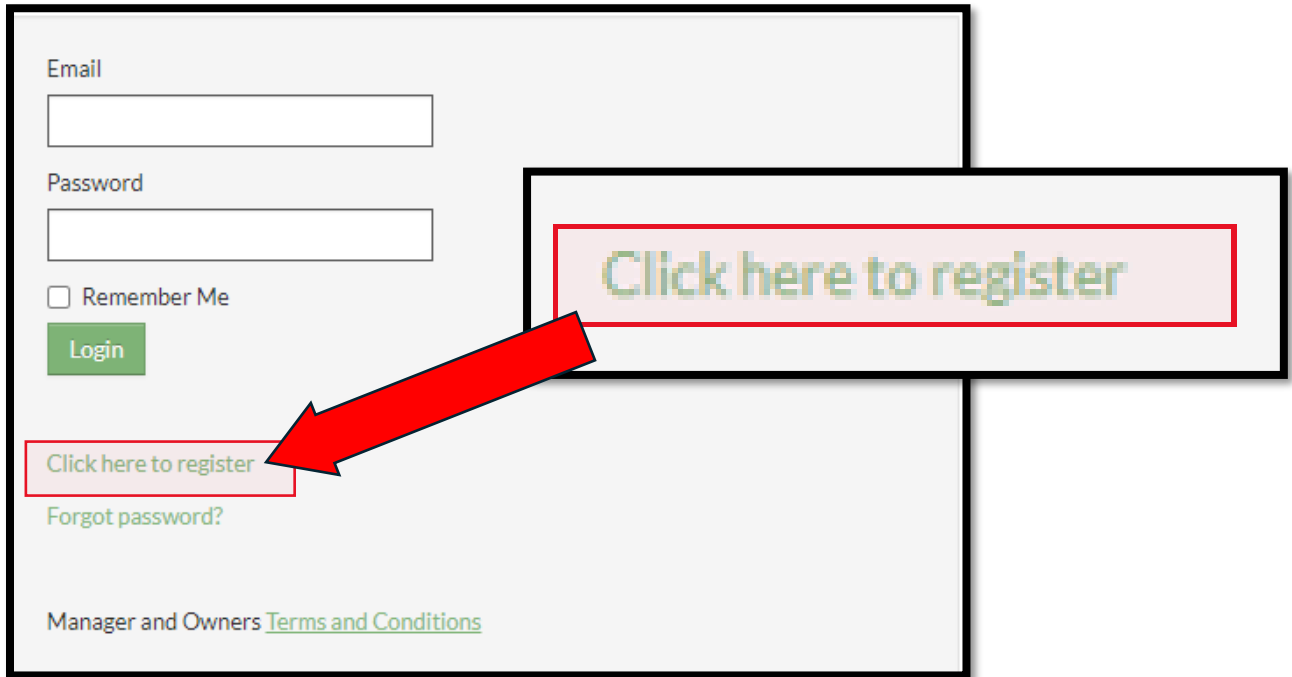 Email
Password
Click here to register
Remember Me
Login
Click here to register
Forgot password?
Manager and Owners Terms and Conditions